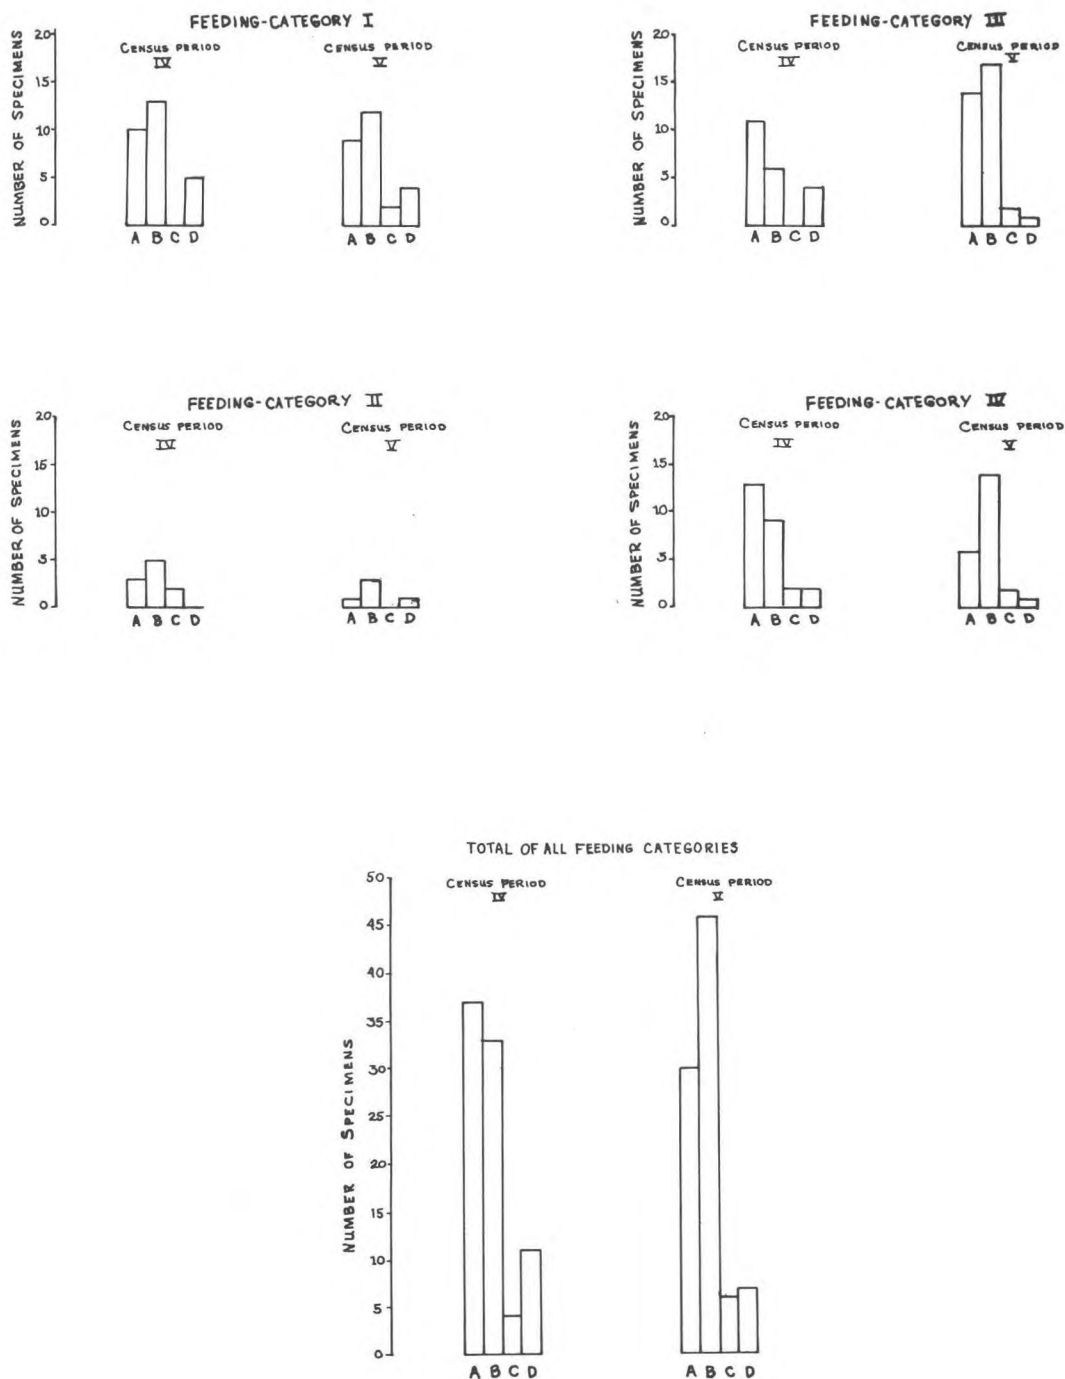 FEEDING-CATEGORY I
NUMBER OF SPECIMENS
20
15
10
5
0
CENSUS PERIOD
IV
A B C D
CENSUS PERIOD
V
A B C D
FEEDING-CATEGORY III
NUMBER OF SPECIMENS
20
15
10
5
0
CENSUS PERIOD
IV
A B C D
CENSUS PERIOD
V
A B C D
FEEDING-CATEGORY II
NUMBER OF SPECIMENS
20
15
10
5
0
CENSUS PERIOD
IV
A B C D
CENSUS PERIOD
V
A B C D
FEEDING-CATEGORY IV
NUMBER OF SPECIMENS
20
15
10
5
0
CENSUS PERIOD
IV
A B C D
CENSUS PERIOD
V
A B C D
TOTAL OF ALL FEEDING CATEGORIES
NUMBER OF SPECIMENS
50
45
40
35
30
25
20
15
10
5
0
CENSUS PERIOD
IV
A B C D
CENSUS PERIOD
V
A B C D